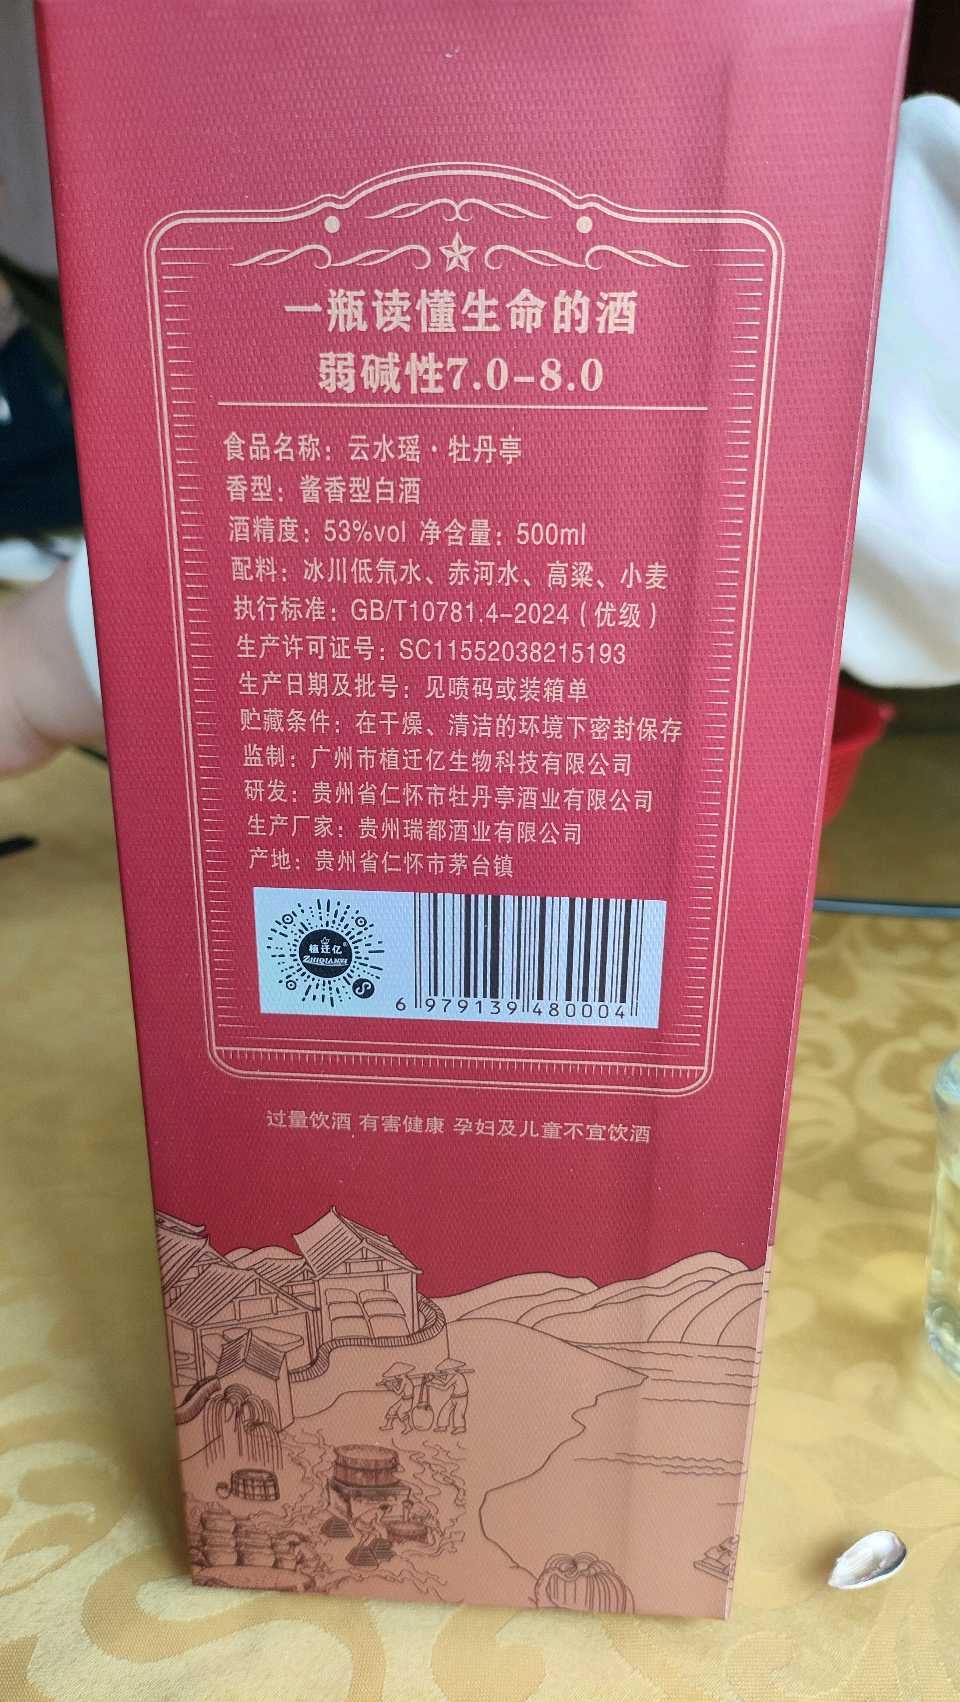 一瓶读懂生命的酒
弱碱性7.0-8.0
食品名称：云水瑶·牡丹亭
香型：酱香型白酒
酒精度：53%vol 净含量：500ml
配料：冰川低氘水、赤河水、高粱、小麦
执行标准：GB/T10781.4-2024（优级）
生产许可证号：SC11552038215193
生产日期及批号：见喷码或装箱单
贮藏条件：在干燥、清洁的环境下密封保存
监制：广州市植迁亿生物科技有限公司
研发：贵州省仁怀市牡丹亭酒业有限公司
生产厂家：贵州瑞都酒业有限公司
产地：贵州省仁怀市茅台镇
植迁亿®
ZHIQIANYI
6 979139 480004
过量饮酒 有害健康 孕妇及儿童不宜饮酒